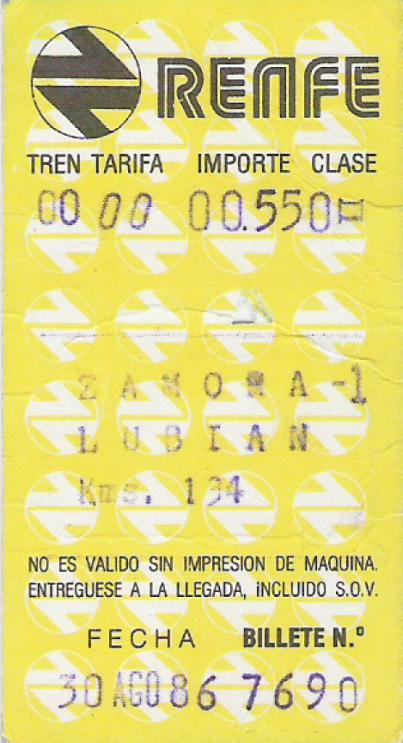 RENFE
TREN TARIFA IMPORTE CLASE
00 00 00.550 II
ZAMORA-1
LUBIAN
Kms. 134
NO ES VALIDO SIN IMPRESION DE MAQUINA.
ENTREGUESE A LA LLEGADA, INCLUIDO S.O.V.
FECHA BILLETE N.º
30 AGO 86 7690